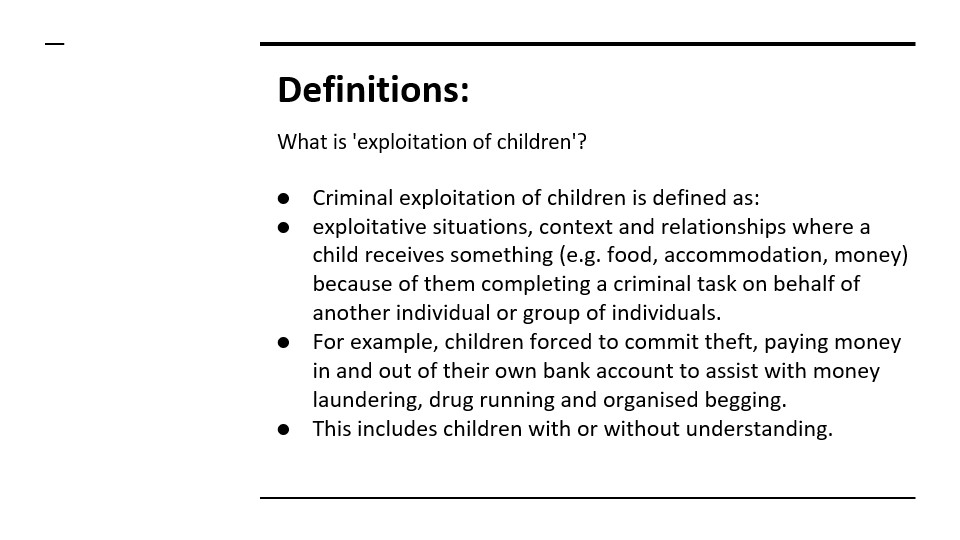 Definitions:
What is 'exploitation of children'?
● Criminal exploitation of children is defined as:
● exploitative situations, context and relationships where a
child receives something (e.g. food, accommodation, money)
because of them completing a criminal task on behalf of
another individual or group of individuals.
● For example, children forced to commit theft, paying money
in and out of their own bank account to assist with money
laundering, drug running and organised begging.
● This includes children with or without understanding.